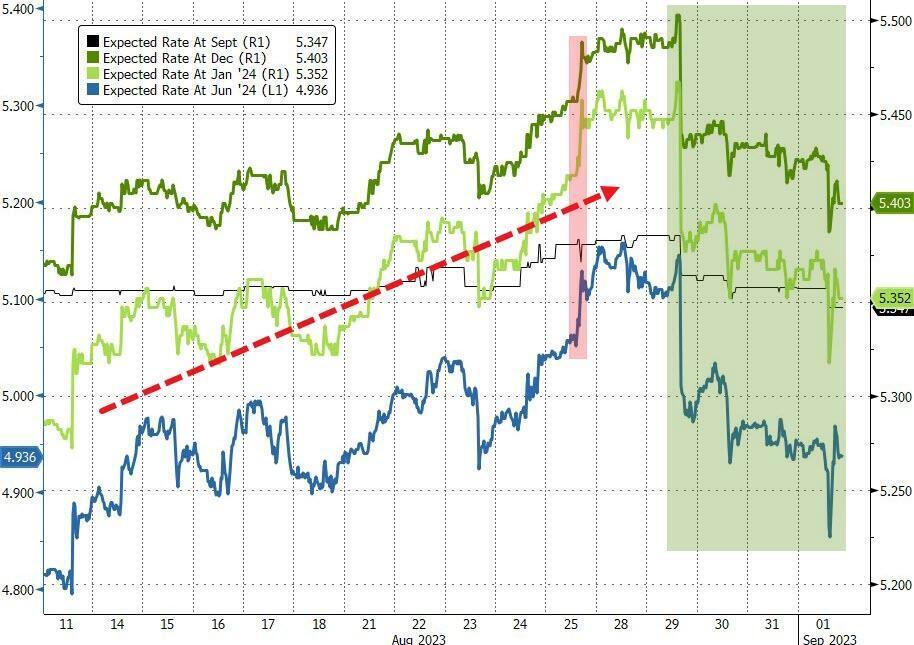 5.400
5.300
5.200
5.100
5.000
4.936
4.900
4.800
Expected Rate At Sept (R1) 5.347
Expected Rate At Dec (R1) 5.403
Expected Rate At Jan '24 (R1) 5.352
Expected Rate At Jun '24 (L1) 4.936
5.500
5.450
5.403
5.352
5.347
5.300
5.250
5.200
11 14 15 16 17 18 21 22 23 24 25 28 29 30 31 01
Aug 2023 Sep 2023